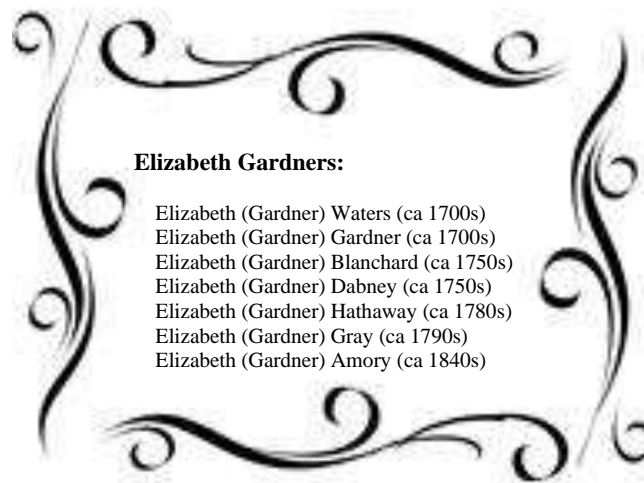 Elizabeth Gardners:
Elizabeth (Gardner) Waters (ca 1700s)
Elizabeth (Gardner) Gardner (ca 1700s)
Elizabeth (Gardner) Blanchard (ca 1750s)
Elizabeth (Gardner) Dabney (ca 1750s)
Elizabeth (Gardner) Hathaway (ca 1780s)
Elizabeth (Gardner) Gray (ca 1790s)
Elizabeth (Gardner) Amory (ca 1840s)